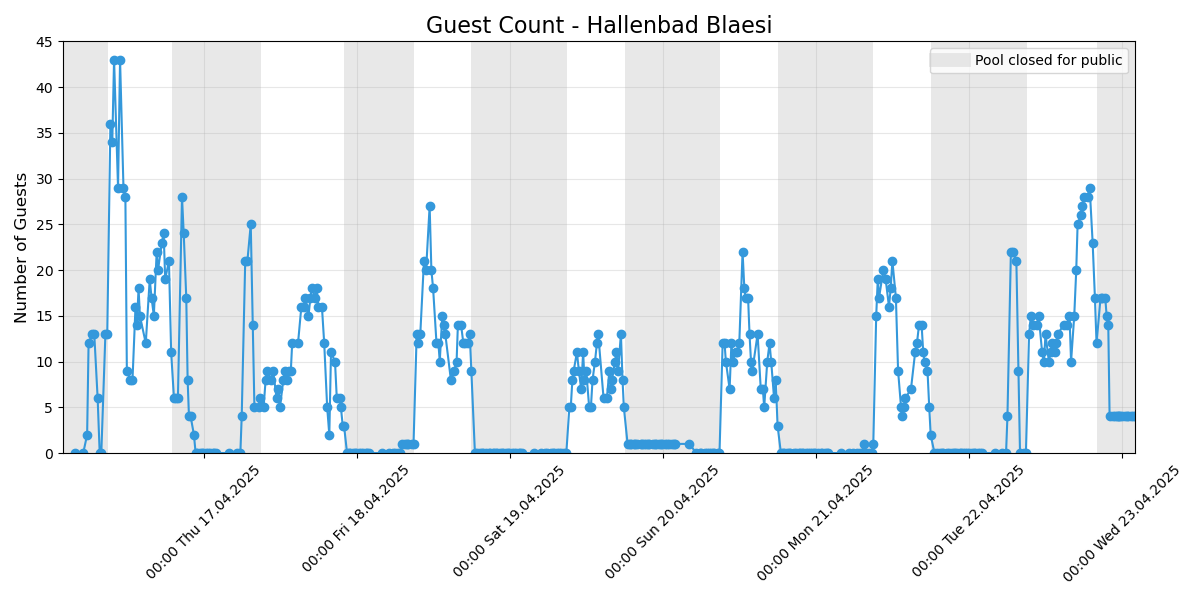 Guest Count - Hallenbad Blaesi
Pool closed for public
Number of Guests
45
40
35
30
25
20
15
10
5
0
00:00 Thu 17.04.2025
00:00 Fri 18.04.2025
00:00 Sat 19.04.2025
00:00 Sun 20.04.2025
00:00 Mon 21.04.2025
00:00 Tue 22.04.2025
00:00 Wed 23.04.2025